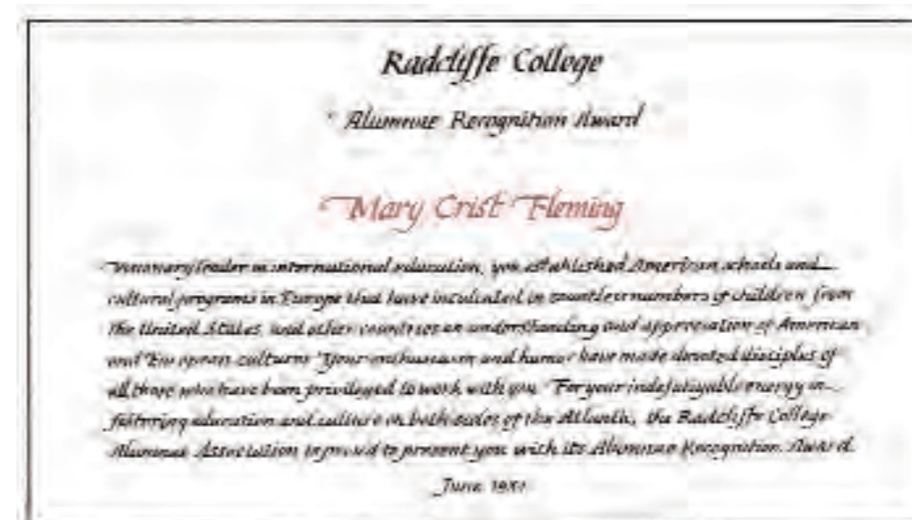 Radcliffe College
Alumnae Recognition Award
Mary Crist Fleming
Visionary leader in international education, you established American schools and
cultural programs in Europe that have inculcated in countless numbers of children from
the United States and other countries an understanding and appreciation of American
and European cultures. Your enthusiasm and humor have made devoted disciples of
all those who have been privileged to work with you. For your indefatigable energy in
fostering education and culture on both sides of the Atlantic, the Radcliffe College
Alumnae Association is proud to present you with its Alumnae Recognition Award.
June